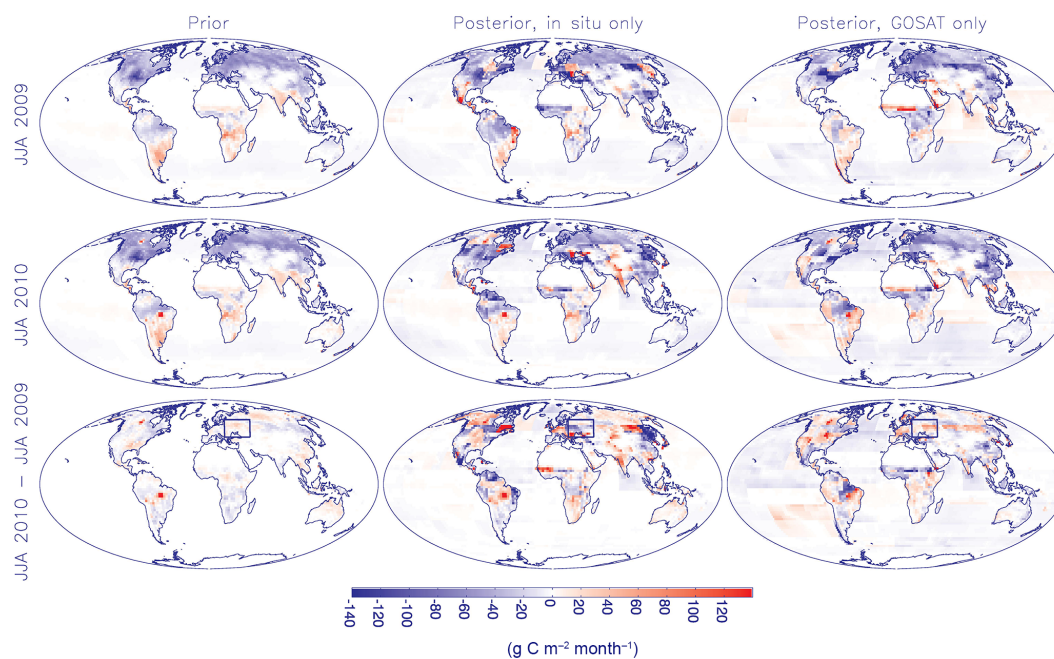 Prior
Posterior, in situ only
Posterior, GOSAT only
JJA 2009
JJA 2010
JJA 2010 − JJA 2009
-140
-120
-100
-80
-60
-40
-20
0
20
40
60
80
100
120
(g C m⁻² month⁻¹)